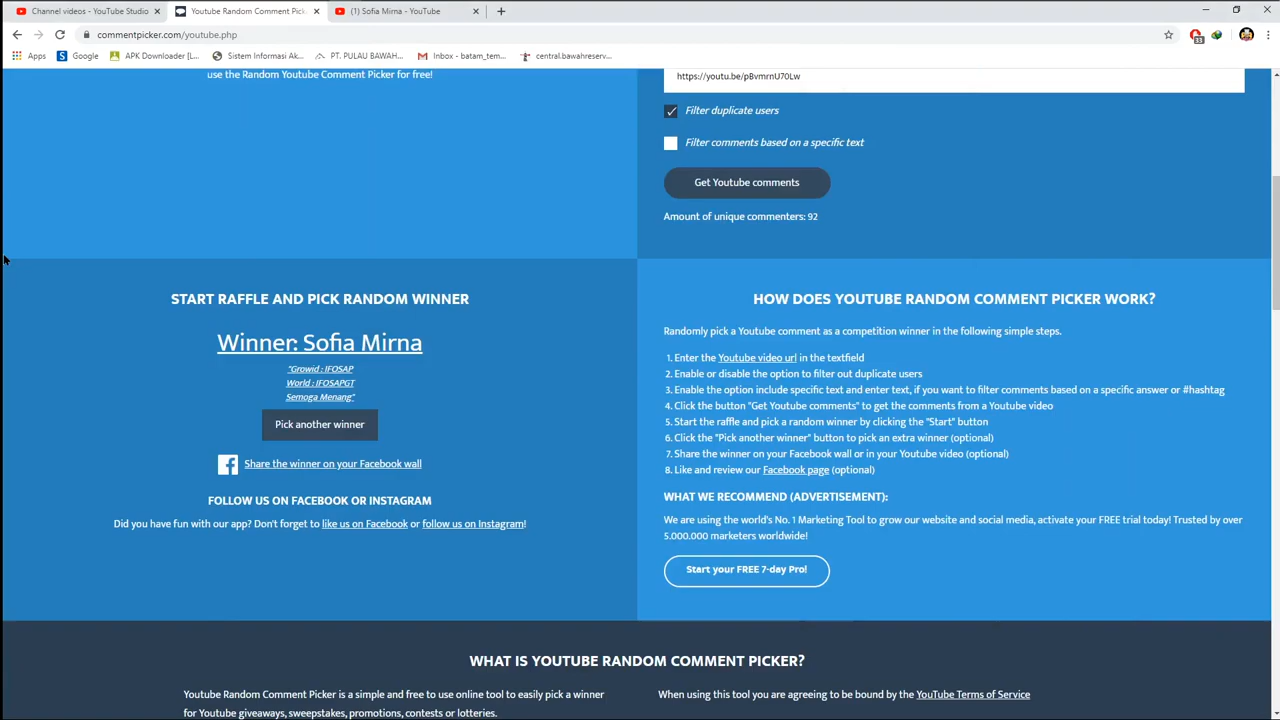 Channel videos - YouTube Studio
Youtube Random Comment Pick
(1) Sofia Mirna - YouTube
commentpicker.com/youtube.php
33
Apps
Google
APK Downloader [...
Sistem Informasi Ak...
PT. PULAU BAWAH...
Inbox - batam_tem...
central.bawahreserv...
use the Random Youtube Comment Picker for free!
https://youtu.be/pBvmrnU70Lw
Filter duplicate users
Filter comments based on a specific text
Get Youtube comments
Amount of unique commenters: 92
START RAFFLE AND PICK RANDOM WINNER
Winner: Sofia Mirna
"Growid : IFOSAP
World : IFOSAPGT
Semoga Menang"
Pick another winner
Share the winner on your Facebook wall
FOLLOW US ON FACEBOOK OR INSTAGRAM
Did you have fun with our app? Don't forget to like us on Facebook or follow us on Instagram!
HOW DOES YOUTUBE RANDOM COMMENT PICKER WORK?
Randomly pick a Youtube comment as a competition winner in the following simple steps.
1. Enter the Youtube video url in the textfield
2. Enable or disable the option to filter out duplicate users
3. Enable the option include specific text and enter text, if you want to filter comments based on a specific answer or #hashtag
4. Click the button "Get Youtube comments" to get the comments from a Youtube video
5. Start the raffle and pick a random winner by clicking the "Start" button
6. Click the "Pick another winner" button to pick an extra winner (optional)
7. Share the winner on your Facebook wall or in your Youtube video (optional)
8. Like and review our Facebook page (optional)
WHAT WE RECOMMEND (ADVERTISEMENT):
We are using the world's No. 1 Marketing Tool to grow our website and social media, activate your FREE trial today! Trusted by over
5.000.000 marketers worldwide!
Start your FREE 7-day Pro!
WHAT IS YOUTUBE RANDOM COMMENT PICKER?
Youtube Random Comment Picker is a simple and free to use online tool to easily pick a winner
for Youtube giveaways, sweepstakes, promotions, contests or lotteries.
When using this tool you are agreeing to be bound by the YouTube Terms of Service